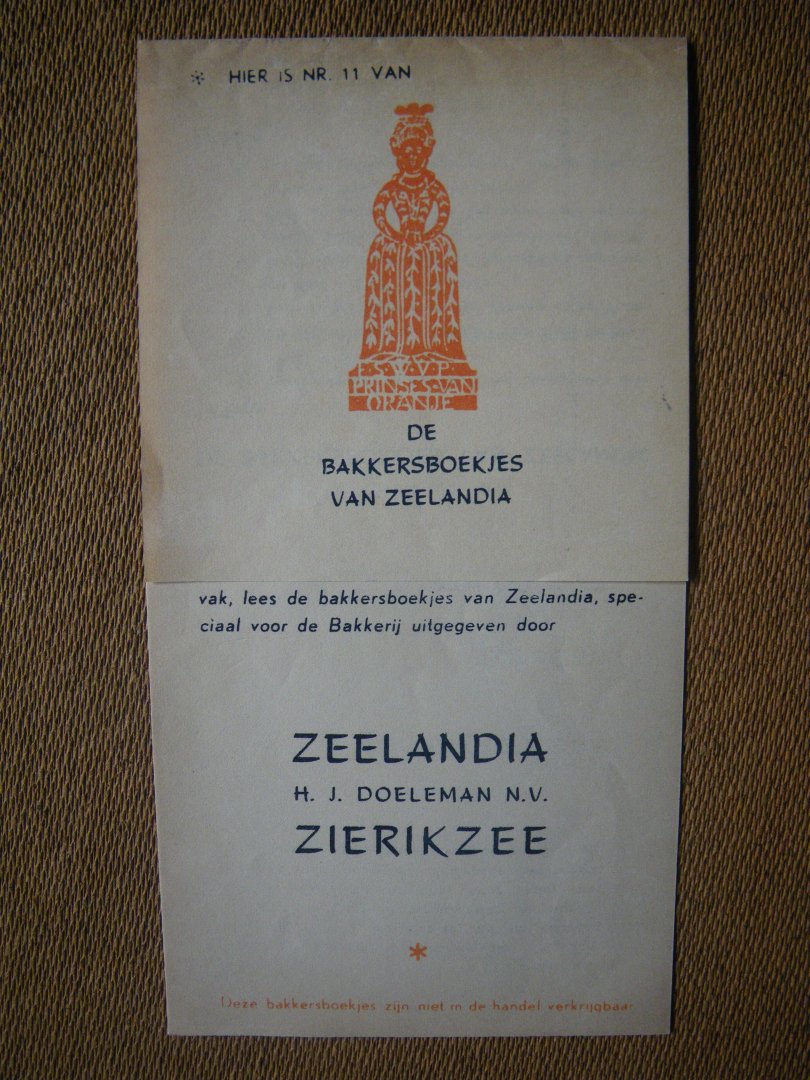 * HIER IS NR. 11 VAN
F·S·W·V·P·
PRINSES·VAN
ORANJE
DE
BAKKERSBOEKJES
VAN ZEELANDIA
vak, lees de bakkersboekjes van Zeelandia, spe-
ciaal voor de Bakkerij uitgegeven door
ZEELANDIA
H. J. DOELEMAN N.V.
ZIERIKZEE
*
Deze bakkersboekjes zijn niet in de handel verkrijgbaar